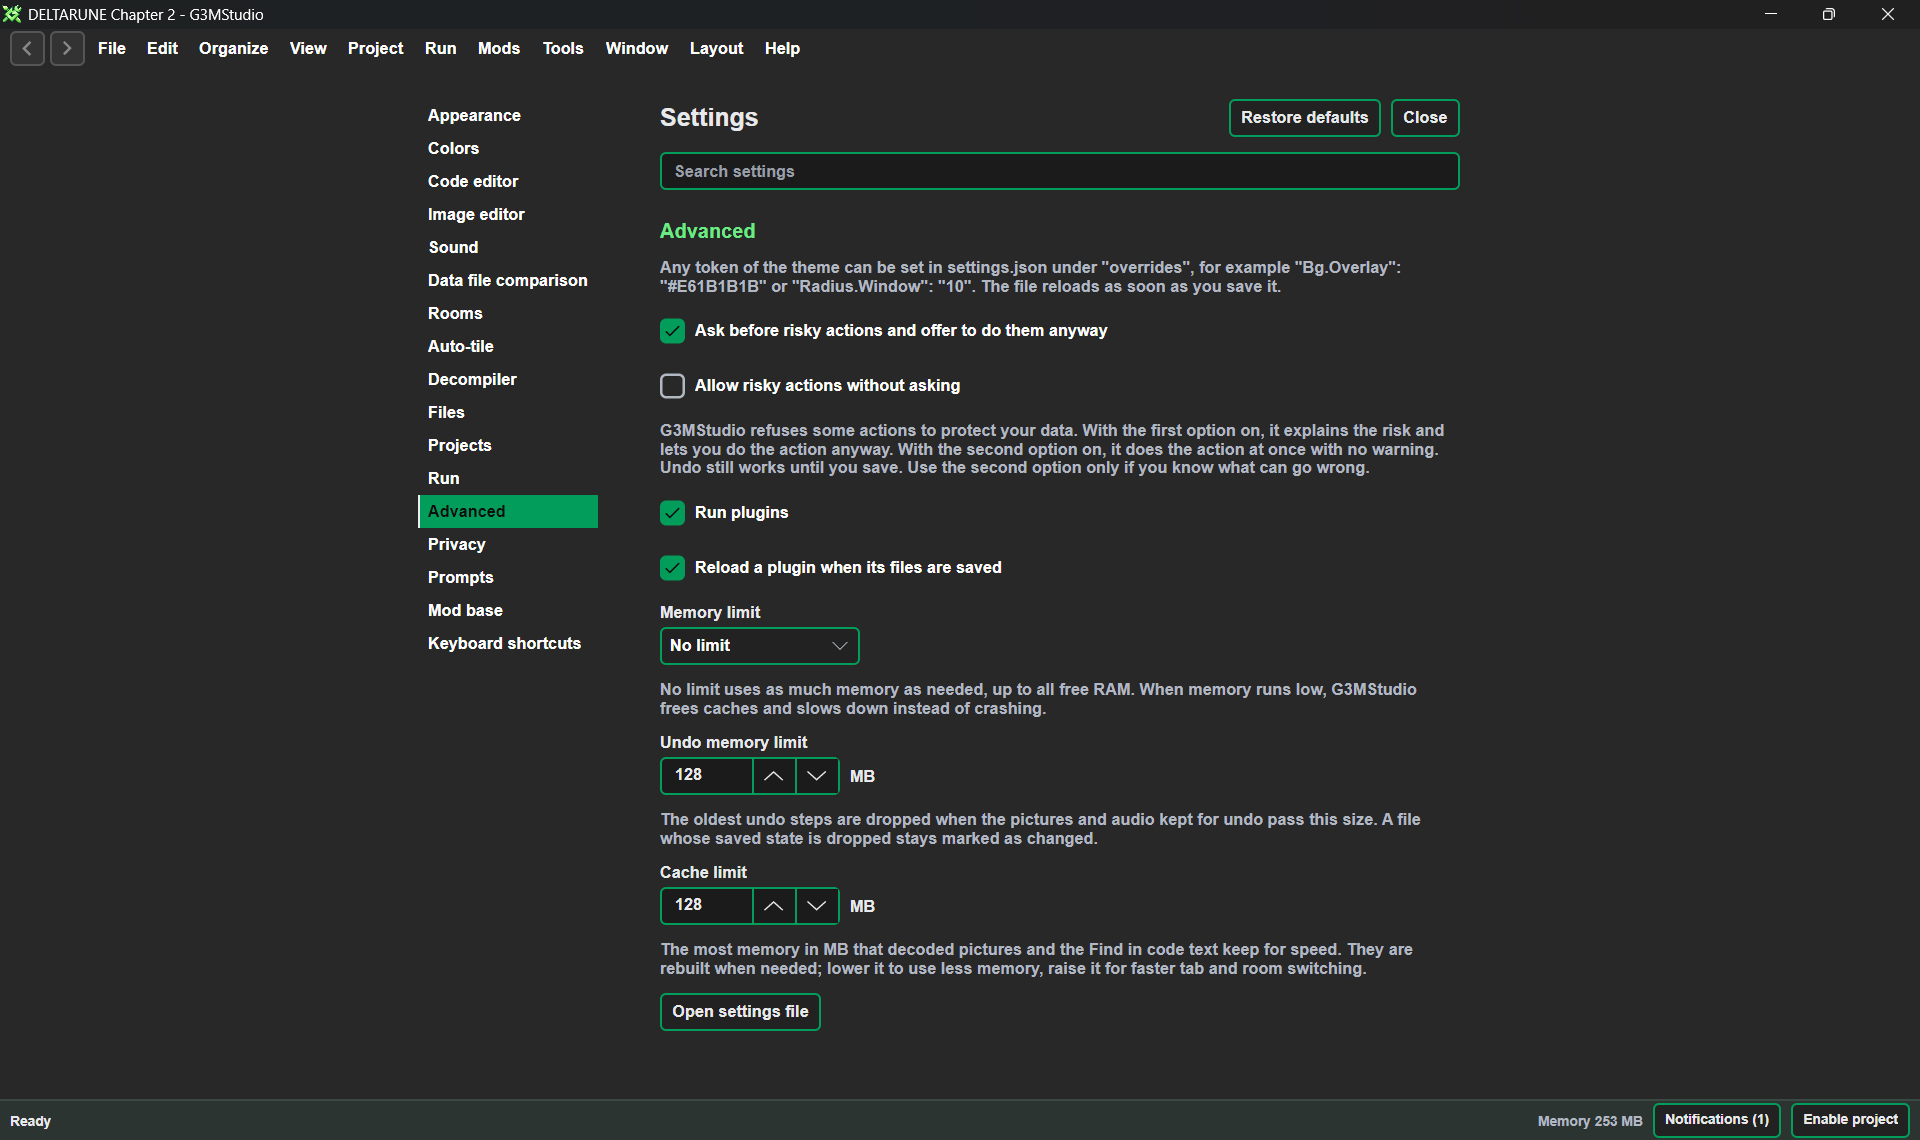 DELTARUNE Chapter 2 - G3MStudio
File Edit Organize View Project Run Mods Tools Window Layout Help
Appearance
Colors
Code editor
Image editor
Sound
Data file comparison
Rooms
Auto-tile
Decompiler
Files
Projects
Run
Advanced
Privacy
Prompts
Mod base
Keyboard shortcuts
Settings
Restore defaults
Close
Search settings
Advanced
Any token of the theme can be set in settings.json under "overrides", for example "Bg.Overlay":
"#E61B1B1B" or "Radius.Window": "10". The file reloads as soon as you save it.
Ask before risky actions and offer to do them anyway
Allow risky actions without asking
G3MStudio refuses some actions to protect your data. With the first option on, it explains the risk and
lets you do the action anyway. With the second option on, it does the action at once with no warning.
Undo still works until you save. Use the second option only if you know what can go wrong.
Run plugins
Reload a plugin when its files are saved
Memory limit
No limit
No limit uses as much memory as needed, up to all free RAM. When memory runs low, G3MStudio
frees caches and slows down instead of crashing.
Undo memory limit
128 MB
The oldest undo steps are dropped when the pictures and audio kept for undo pass this size. A file
whose saved state is dropped stays marked as changed.
Cache limit
128 MB
The most memory in MB that decoded pictures and the Find in code text keep for speed. They are
rebuilt when needed; lower it to use less memory, raise it for faster tab and room switching.
Open settings file
Ready
Memory 253 MB
Notifications (1)
Enable project